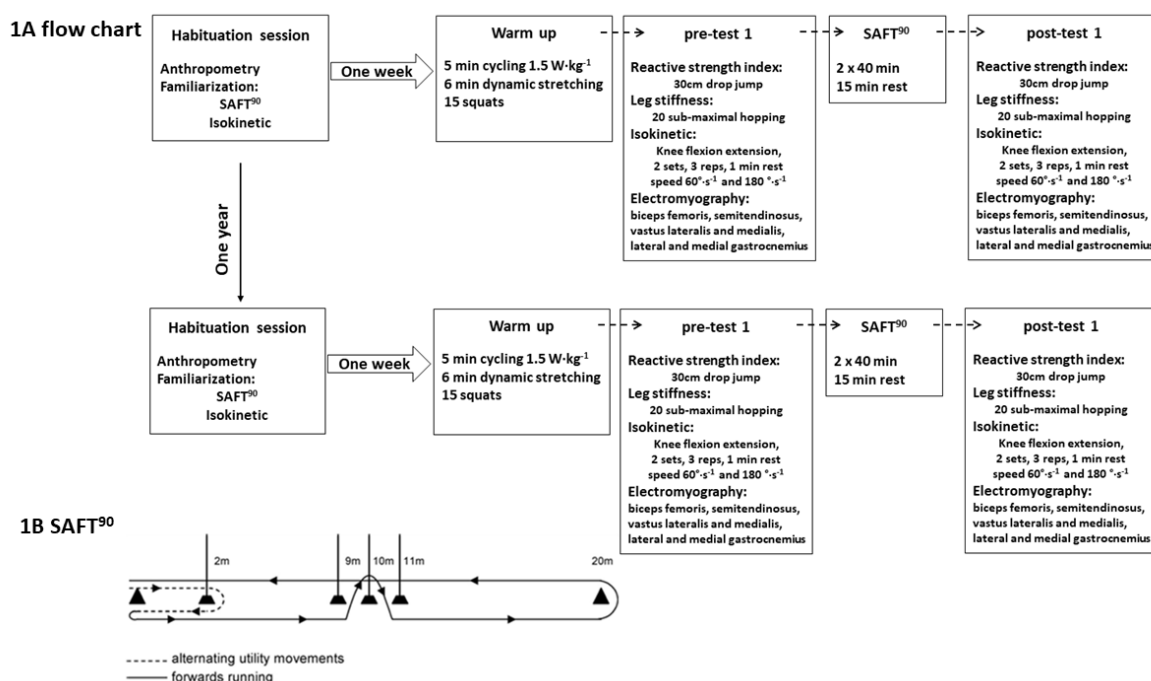 1A flow chart
Habituation session
Anthropometry
Familiarization:
SAFT⁹⁰
Isokinetic
One week
Warm up
5 min cycling 1.5 W·kg⁻¹
6 min dynamic stretching
15 squats
pre-test 1
Reactive strength index:
30cm drop jump
Leg stiffness:
20 sub-maximal hopping
Isokinetic:
Knee flexion extension,
2 sets, 3 reps, 1 min rest
speed 60°·s⁻¹ and 180 °·s⁻¹
Electromyography:
biceps femoris, semitendinosus,
vastus lateralis and medialis,
lateral and medial gastrocnemius
SAFT⁹⁰
2 x 40 min
15 min rest
post-test 1
Reactive strength index:
30cm drop jump
Leg stiffness:
20 sub-maximal hopping
Isokinetic:
Knee flexion extension,
2 sets, 3 reps, 1 min rest
speed 60°·s⁻¹ and 180 °·s⁻¹
Electromyography:
biceps femoris, semitendinosus,
vastus lateralis and medialis,
lateral and medial gastrocnemius
One year
Habituation session
Anthropometry
Familiarization:
SAFT⁹⁰
Isokinetic
One week
Warm up
5 min cycling 1.5 W·kg⁻¹
6 min dynamic stretching
15 squats
pre-test 1
Reactive strength index:
30cm drop jump
Leg stiffness:
20 sub-maximal hopping
Isokinetic:
Knee flexion extension,
2 sets, 3 reps, 1 min rest
speed 60°·s⁻¹ and 180 °·s⁻¹
Electromyography:
biceps femoris, semitendinosus,
vastus lateralis and medialis,
lateral and medial gastrocnemius
SAFT⁹⁰
2 x 40 min
15 min rest
post-test 1
Reactive strength index:
30cm drop jump
Leg stiffness:
20 sub-maximal hopping
Isokinetic:
Knee flexion extension,
2 sets, 3 reps, 1 min rest
speed 60°·s⁻¹ and 180 °·s⁻¹
Electromyography:
biceps femoris, semitendinosus,
vastus lateralis and medialis,
lateral and medial gastrocnemius
1B SAFT⁹⁰
2m
9m
10m
11m
20m
alternating utility movements
forwards running